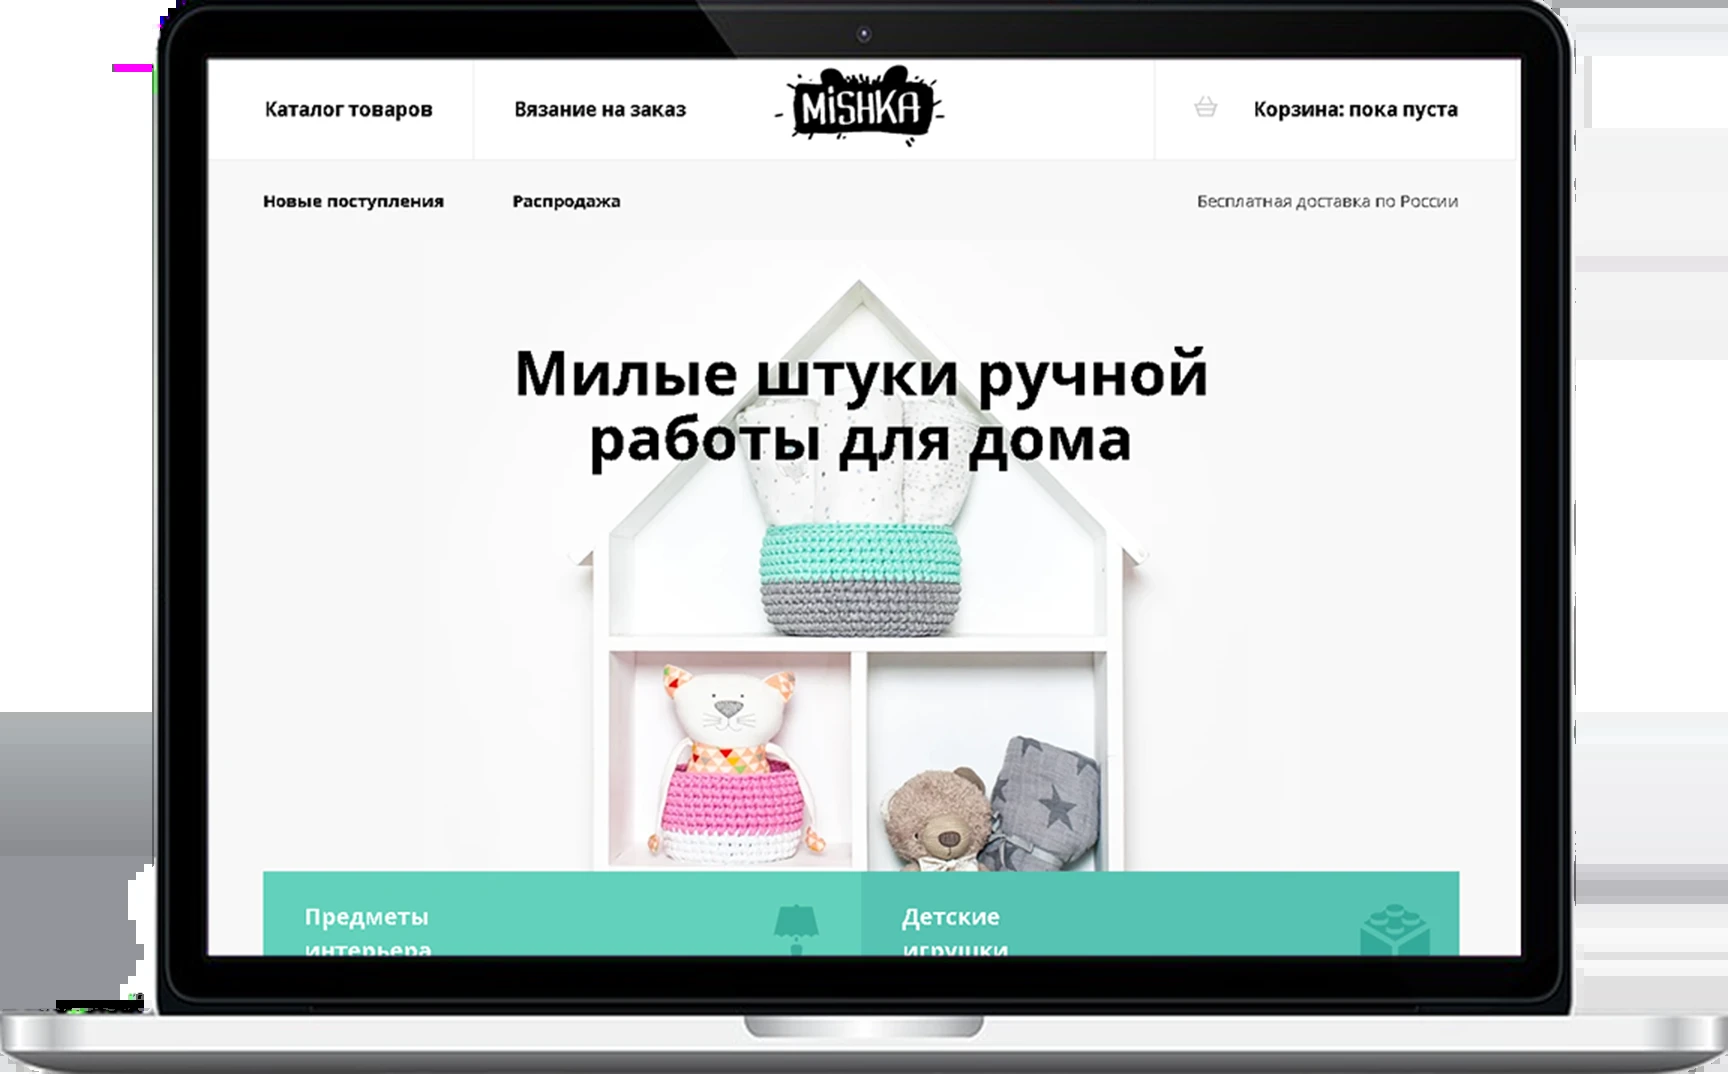 Каталог товаров
Вязание на заказ
MiSHKA
Корзина: пока пуста
Новые поступления
Распродажа
Бесплатная доставка по России
Милые штуки ручной
работы для дома
Предметы
интерьера
Детские
игрушки